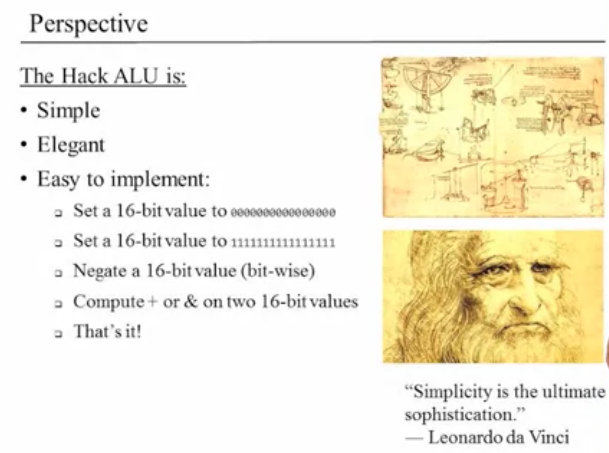 Perspective
The Hack ALU is:
• Simple
• Elegant
• Easy to implement:
❑ Set a 16-bit value to 0000000000000000
❑ Set a 16-bit value to 1111111111111111
❑ Negate a 16-bit value (bit-wise)
❑ Compute + or & on two 16-bit values
❑ That's it!
“Simplicity is the ultimate
sophistication.”
— Leonardo da Vinci